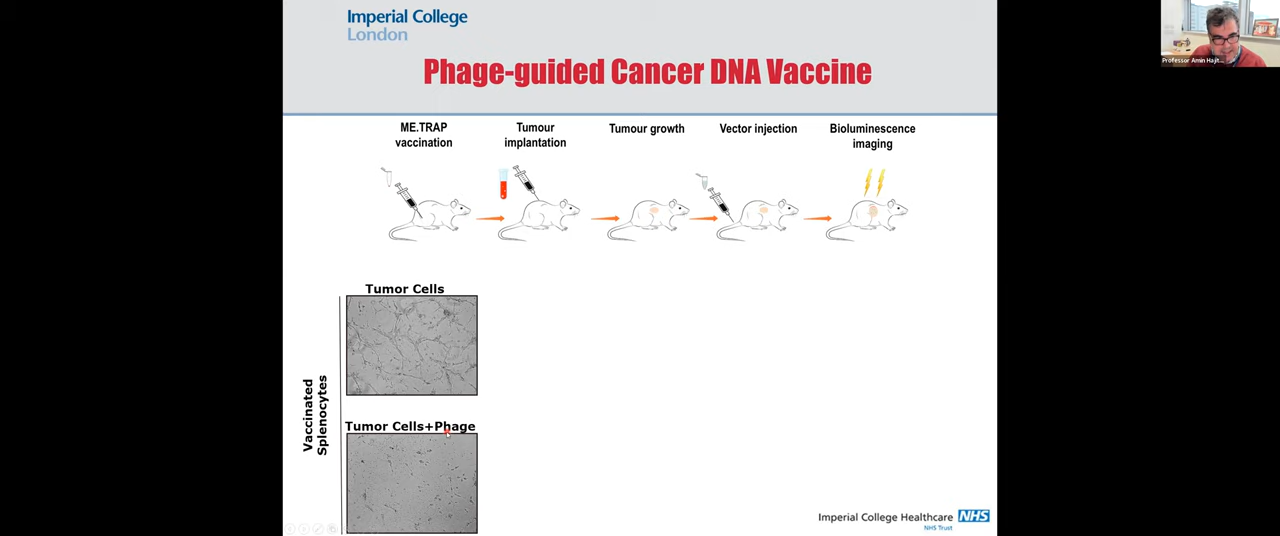 Imperial College
London
Phage-guided Cancer DNA Vaccine
Professor Amin Hajit...
ME.TRAP
vaccination
Tumour
implantation
Tumour growth
Vector injection
Bioluminescence
imaging
Tumor Cells
Vaccinated
Splenocytes
Tumor Cells+Phage
Imperial College Healthcare NHS
NHS Trust